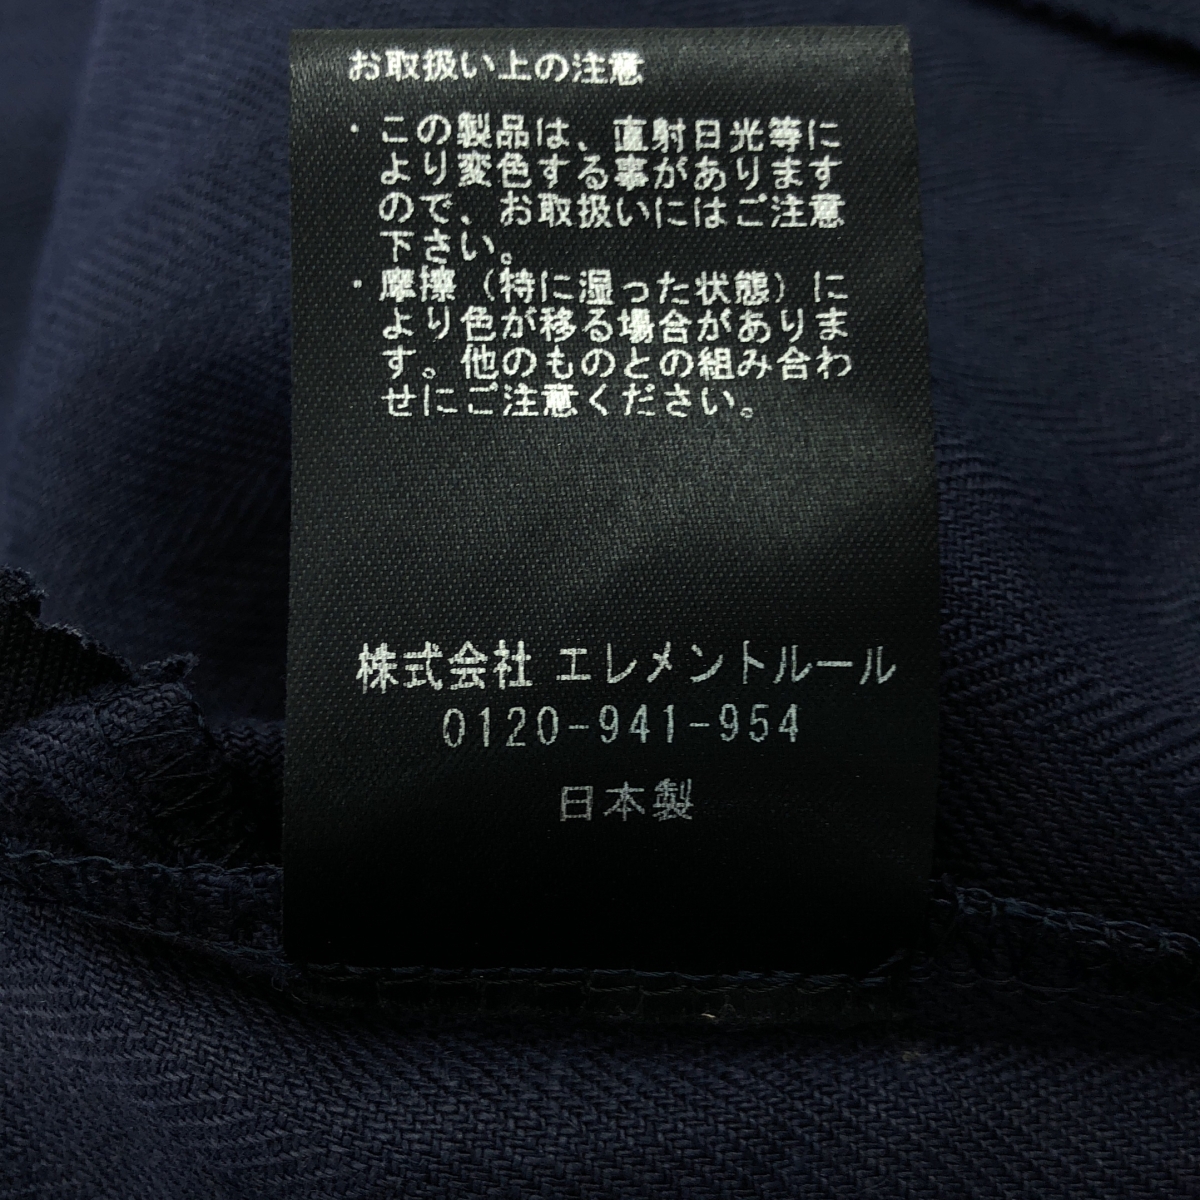 お取扱い上の注意
・この製品は、直射日光等に
より変色する事があります
ので、お取扱いにはご注意
下さい。
・摩擦（特に湿った状態）に
より色が移る場合がありま
す。他のものとの組み合わ
せにご注意ください。
株式会社 エレメントルール
0120-941-954
日本製